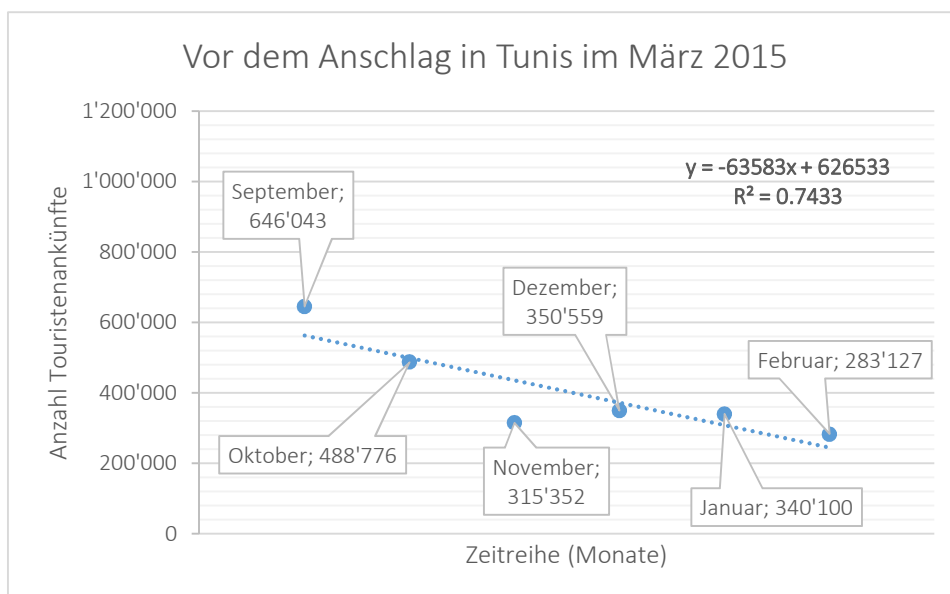 Vor dem Anschlag in Tunis im März 2015
y = -63583x + 626533
R² = 0.7433
Anzahl Touristenankünfte
1'200'000
1'000'000
800'000
600'000
400'000
200'000
0
September;
646'043
Oktober; 488'776
November;
315'352
Dezember;
350'559
Januar; 340'100
Februar; 283'127
Zeitreihe (Monate)